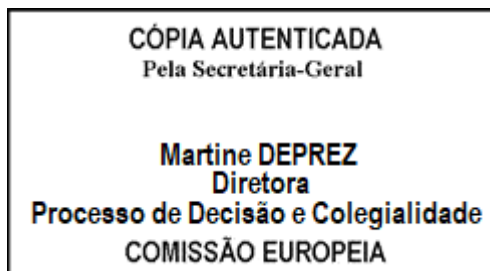 CÓPIA AUTENTICADA
Pela Secretária-Geral
Martine DEPREZ
Diretora
Processo de Decisão e Colegialidade
COMISSÃO EUROPEIA